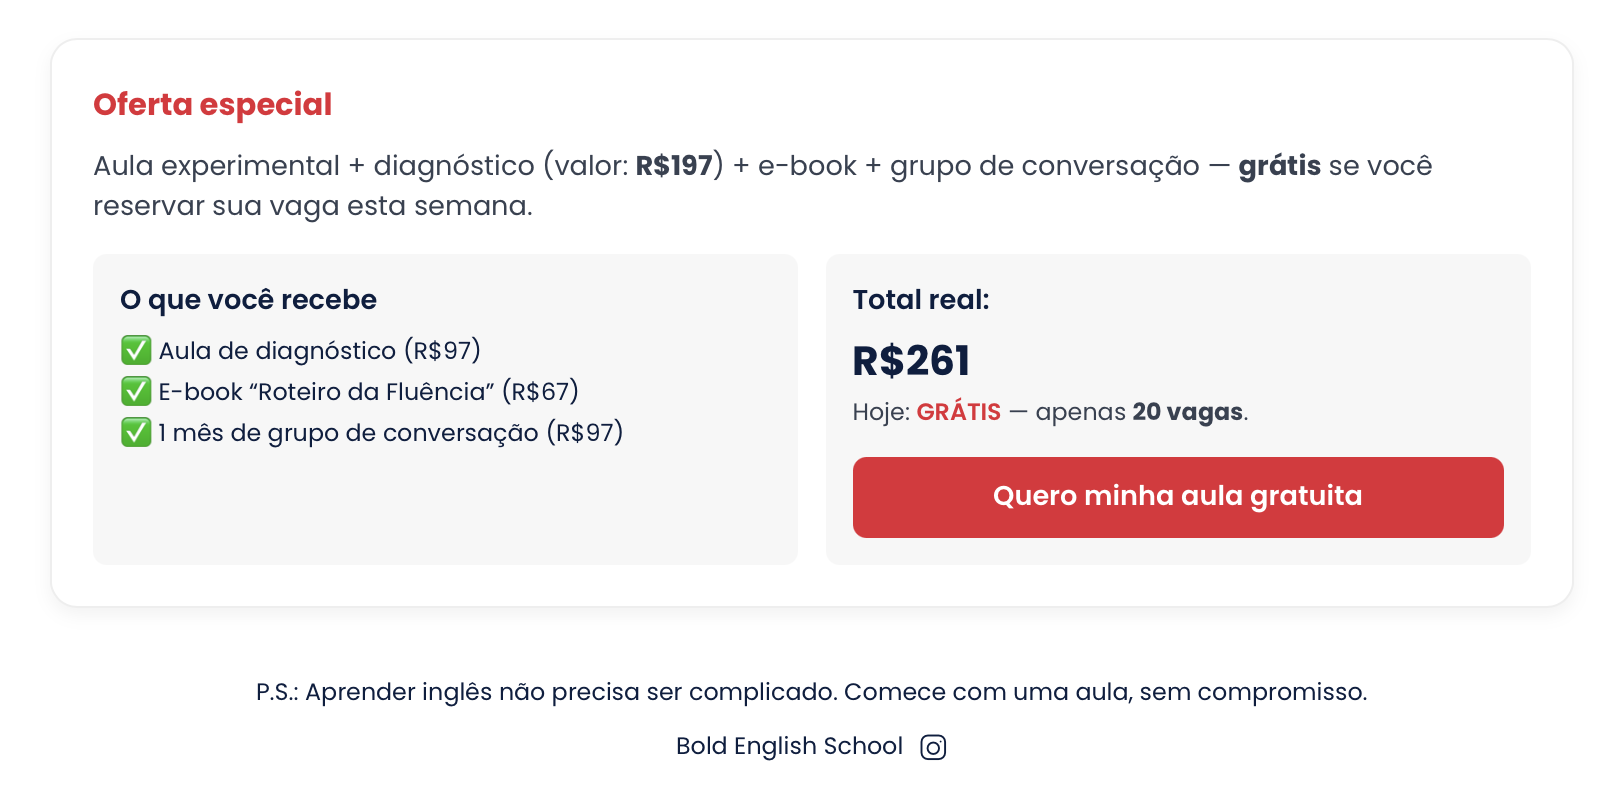 Oferta especial
Aula experimental + diagnóstico (valor: R$197) + e-book + grupo de conversação — grátis se você
reservar sua vaga esta semana.
O que você recebe
✅ Aula de diagnóstico (R$97)
✅ E-book “Roteiro da Fluência” (R$67)
✅ 1 mês de grupo de conversação (R$97)
Total real:
R$261
Hoje: GRÁTIS — apenas 20 vagas.
Quero minha aula gratuita
P.S.: Aprender inglês não precisa ser complicado. Comece com uma aula, sem compromisso.
Bold English School